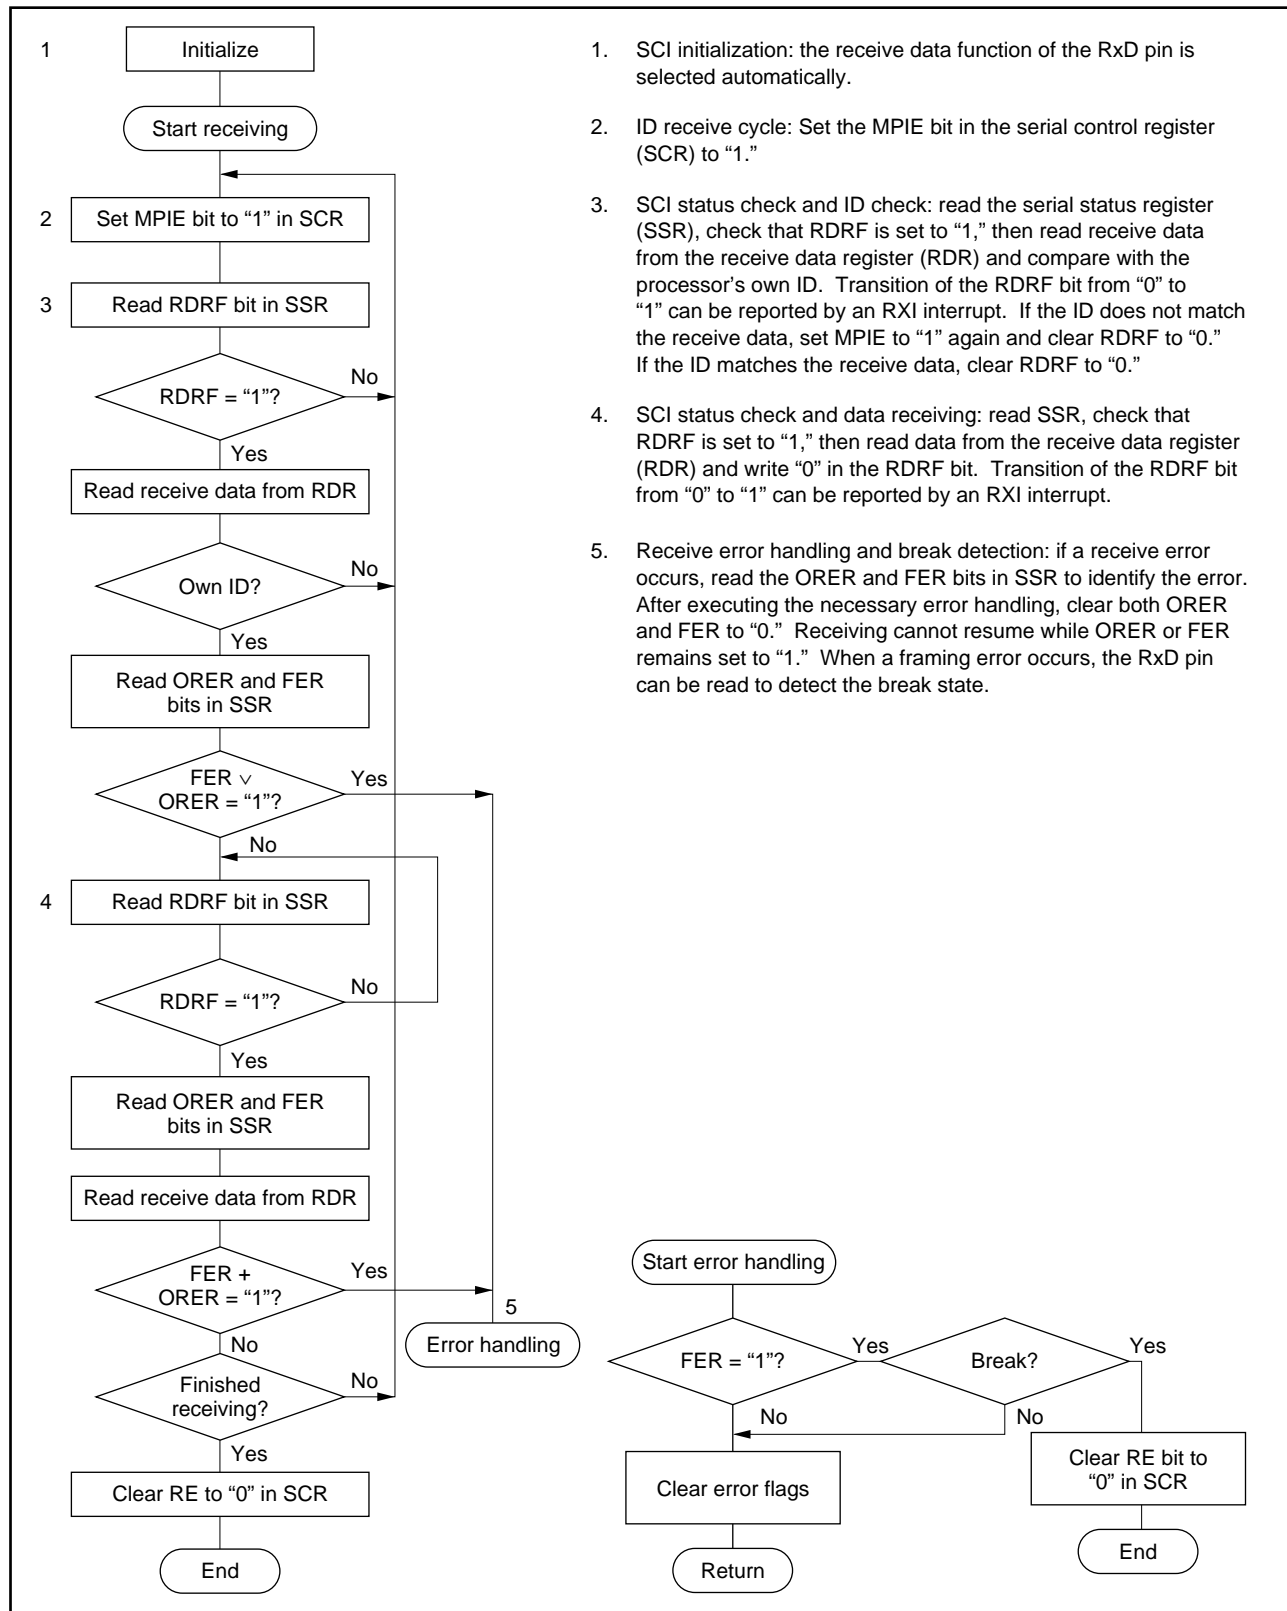 1
Initialize
Start receiving
2
Set MPIE bit to “1” in SCR
3
Read RDRF bit in SSR
RDRF = “1”?
No
Yes
Read receive data from RDR
Own ID?
No
Yes
Read ORER and FER
bits in SSR
FER ∨
ORER = “1”?
Yes
No
4
Read RDRF bit in SSR
RDRF = “1”?
No
Yes
Read ORER and FER
bits in SSR
Read receive data from RDR
FER +
ORER = “1”?
Yes
No
5
Error handling
Finished
receiving?
No
Yes
Clear RE to “0” in SCR
End
1. SCI initialization: the receive data function of the RxD pin is
selected automatically.
2. ID receive cycle: Set the MPIE bit in the serial control register
(SCR) to “1.”
3. SCI status check and ID check: read the serial status register
(SSR), check that RDRF is set to “1,” then read receive data
from the receive data register (RDR) and compare with the
processor’s own ID. Transition of the RDRF bit from “0” to
“1” can be reported by an RXI interrupt. If the ID does not match
the receive data, set MPIE to “1” again and clear RDRF to “0.”
If the ID matches the receive data, clear RDRF to “0.”
4. SCI status check and data receiving: read SSR, check that
RDRF is set to “1,” then read data from the receive data register
(RDR) and write “0” in the RDRF bit. Transition of the RDRF bit
from “0” to “1” can be reported by an RXI interrupt.
5. Receive error handling and break detection: if a receive error
occurs, read the ORER and FER bits in SSR to identify the error.
After executing the necessary error handling, clear both ORER
and FER to “0.” Receiving cannot resume while ORER or FER
remains set to “1.” When a framing error occurs, the RxD pin
can be read to detect the break state.
Start error handling
FER = “1”?
Yes
Break?
Yes
No
No
Clear error flags
Clear RE bit to
“0” in SCR
Return
End